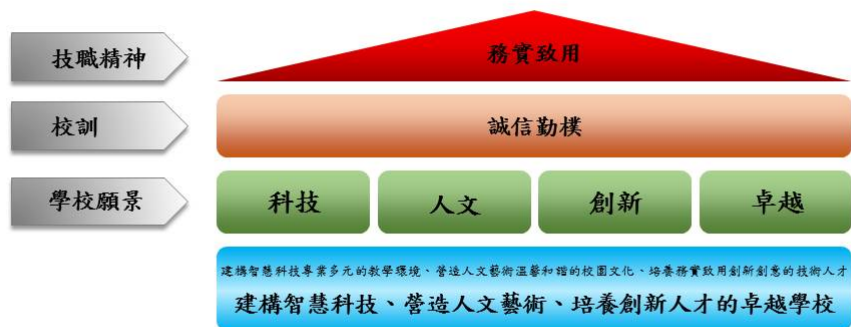 技職精神
務實致用
校訓
誠信勤樸
學校願景
科技
人文
創新
卓越
建構智慧科技專業多元的教學環境、營造人文藝術溫馨和諧的校園文化、培養務實致用創新創意的技術人才
建構智慧科技、營造人文藝術、培養創新人才的卓越學校